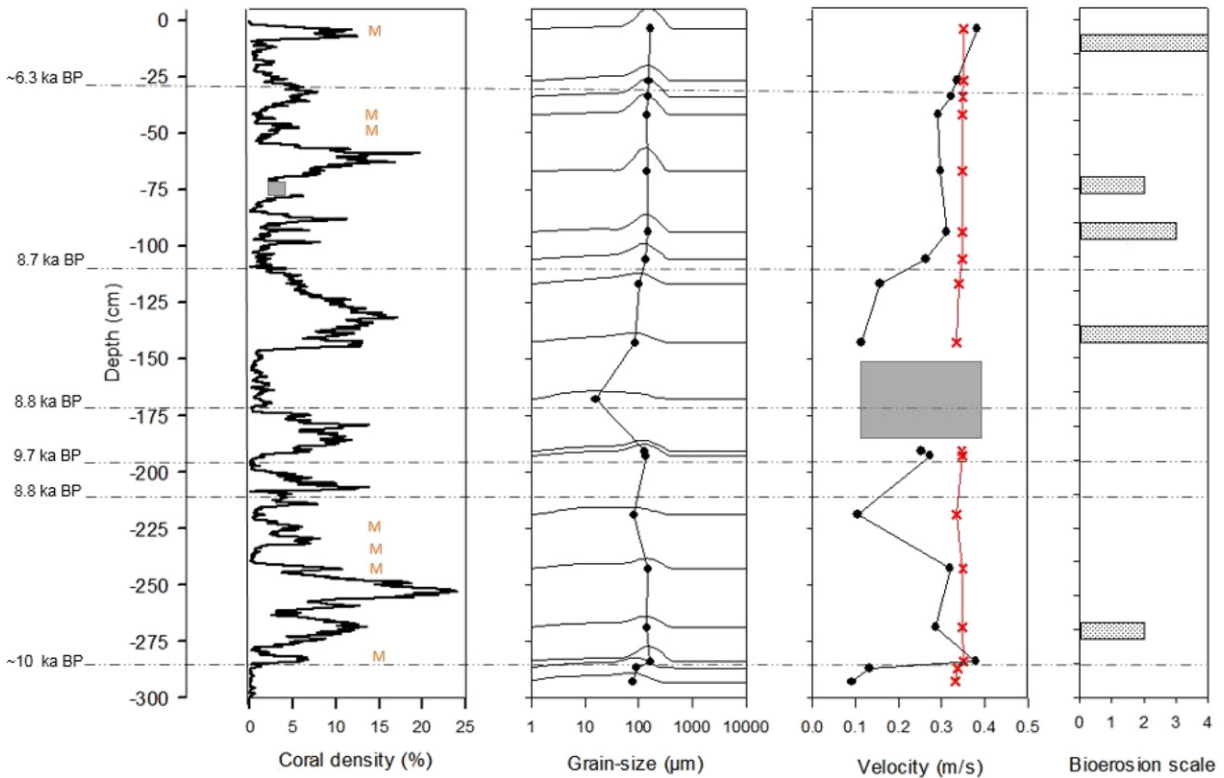 0
~6.3 ka BP
-25
M
M
M
-50
-75
8.7 ka BP
-100
-125
Depth (cm)
-150
8.8 ka BP
-175
9.7 ka BP
-200
8.8 ka BP
-225
M
M
M
-250
-275
M
~10 ka BP
-300
0 5 10 15 20 25
1 10 100 1000 10000
0.0 0.1 0.2 0.3 0.4 0.5
0 1 2 3 4
Coral density (%)
Grain-size (µm)
Velocity (m/s)
Bioerosion scale